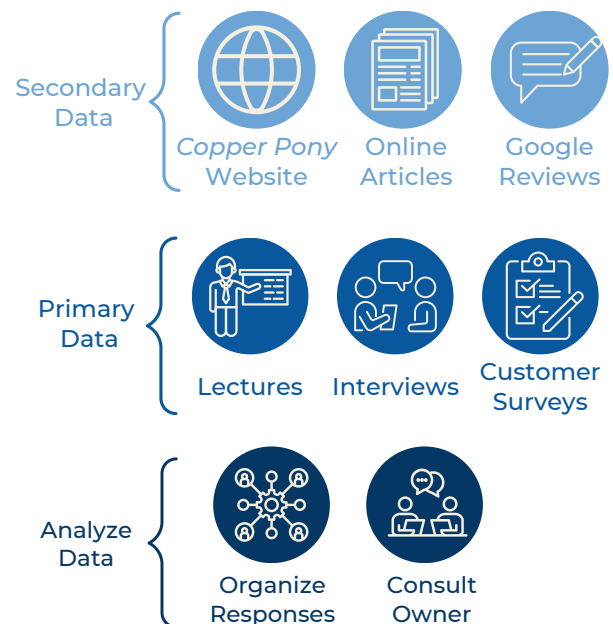 Secondary
Data
Copper Pony
Website
Online
Articles
Google
Reviews
Primary
Data
Lectures
Interviews
Customer
Surveys
Analyze
Data
Organize
Responses
Consult
Owner